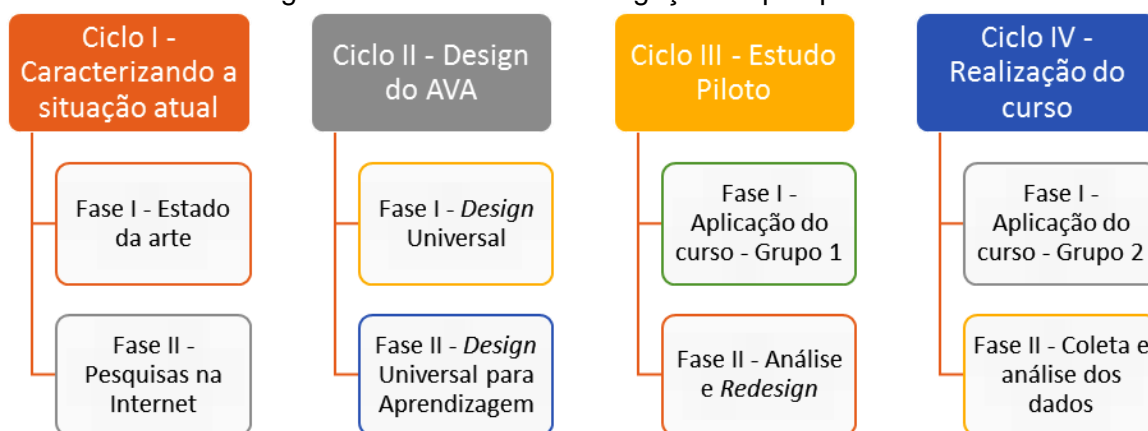 Ciclo I -
Caracterizando a
situação atual
Fase I - Estado
da arte
Fase II -
Pesquisas na
Internet
Ciclo II - Design
do AVA
Fase I - Design
Universal
Fase II - Design
Universal para
Aprendizagem
Ciclo III - Estudo
Piloto
Fase I -
Aplicação do
curso - Grupo 1
Fase II - Análise
e Redesign
Ciclo IV -
Realização do
curso
Fase I -
Aplicação do
curso - Grupo 2
Fase II - Coleta e
análise dos
dados